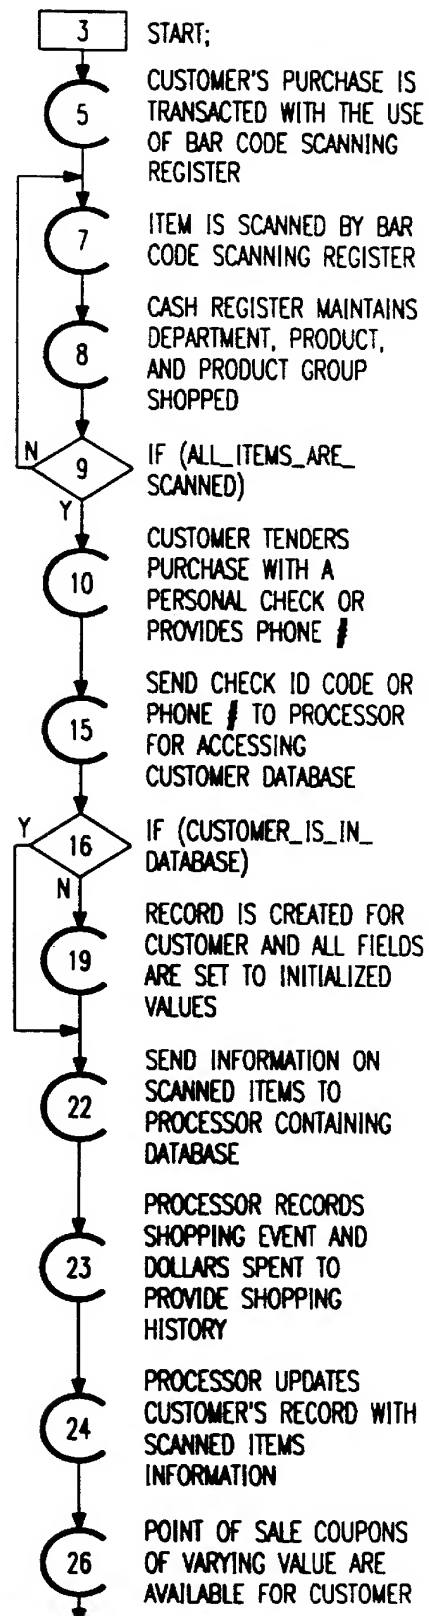 3 START;
5 CUSTOMER'S PURCHASE IS
TRANSACTED WITH THE USE
OF BAR CODE SCANNING
REGISTER
7 ITEM IS SCANNED BY BAR
CODE SCANNING REGISTER
8 CASH REGISTER MAINTAINS
DEPARTMENT, PRODUCT,
AND PRODUCT GROUP
SHOPPED
N 9 IF (ALL_ITEMS_ARE_
SCANNED)
Y
10 CUSTOMER TENDERS
PURCHASE WITH A
PERSONAL CHECK OR
PROVIDES PHONE #
15 SEND CHECK ID CODE OR
PHONE # TO PROCESSOR
FOR ACCESSING
CUSTOMER DATABASE
Y 16 IF (CUSTOMER_IS_IN_
DATABASE)
N
19 RECORD IS CREATED FOR
CUSTOMER AND ALL FIELDS
ARE SET TO INITIALIZED
VALUES
22 SEND INFORMATION ON
SCANNED ITEMS TO
PROCESSOR CONTAINING
DATABASE
23 PROCESSOR RECORDS
SHOPPING EVENT AND
DOLLARS SPENT TO
PROVIDE SHOPPING
HISTORY
24 PROCESSOR UPDATES
CUSTOMER'S RECORD WITH
SCANNED ITEMS
INFORMATION
26 POINT OF SALE COUPONS
OF VARYING VALUE ARE
AVAILABLE FOR CUSTOMER